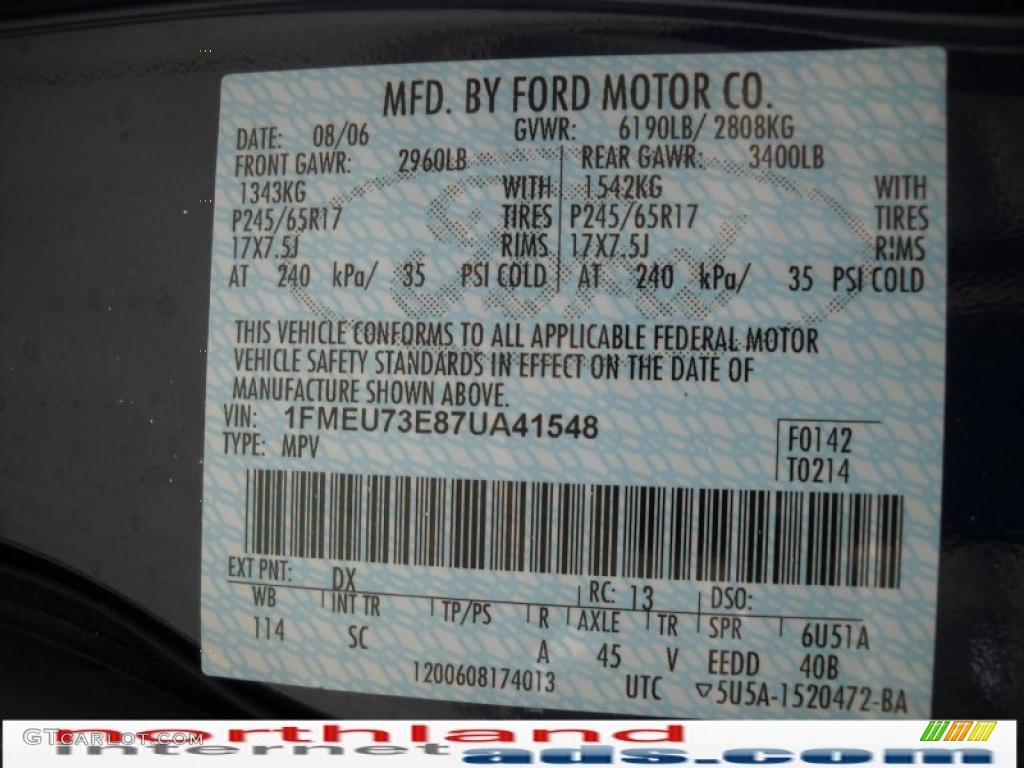 MFD. BY FORD MOTOR CO.
DATE: 08/06 GVWR: 6190LB/ 2808KG
FRONT GAWR: 2960LB REAR GAWR: 3400LB
1343KG WITH 1542KG WITH
P245/65R17 TIRES P245/65R17 TIRES
17X7.5J RIMS 17X7.5J RIMS
AT 240 kPa/ 35 PSI COLD AT 240 kPa/ 35 PSI COLD
THIS VEHICLE CONFORMS TO ALL APPLICABLE FEDERAL MOTOR
VEHICLE SAFETY STANDARDS IN EFFECT ON THE DATE OF
MANUFACTURE SHOWN ABOVE.
VIN: 1FMEU73E87UA41548
TYPE: MPV
F0142
T0214
EXT PNT: DX RC: 13 DSO:
WB INT TR TP/PS R AXLE TR SPR 6U51A
114 SC A 45 V EEDD 40B
1200608174013 UTC ▽5U5A-1520472-BA
GTCarLot.com
northland
internet ads.com